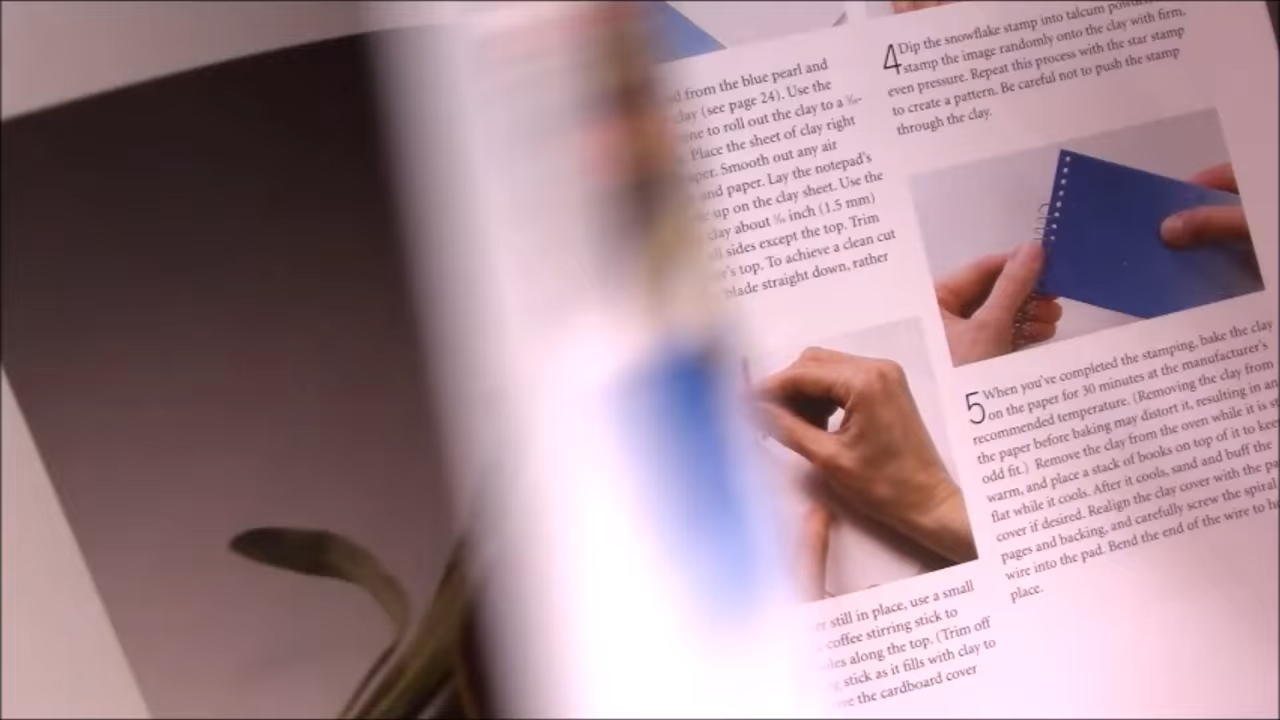 from the blue pearl and
(see page 24). Use the
to roll out the clay to a 1/16-
Place the sheet of clay right
Smooth out any air
and paper. Lay the notepad's
up on the clay sheet. Use the
about 1/16 inch (1.5 mm)
sides except the top. Trim
top. To achieve a clean cut
blade straight down, rather
still in place, use a small
coffee stirring stick to
along the top. (Trim off
stick as it fills with clay to
the cardboard cover
4 Dip the snowflake stamp into talcum
stamp the image randomly onto the clay with firm,
even pressure. Repeat this process with the star stamp
to create a pattern. Be careful not to push the stamp
through the clay.
5 When you've completed the stamping, bake the clay
on the paper for 30 minutes at the manufacturer's
recommended temperature. (Removing the clay from
the paper before baking may distort it, resulting in an
odd fit.) Remove the clay from the oven while it is
warm, and place a stack of books on top of it to keep
flat while it cools. After it cools, sand and buff the
cover if desired. Realign the clay cover with the
pages and backing, and carefully screw the spiral
wire into the pad. Bend the end of the wire to
place.